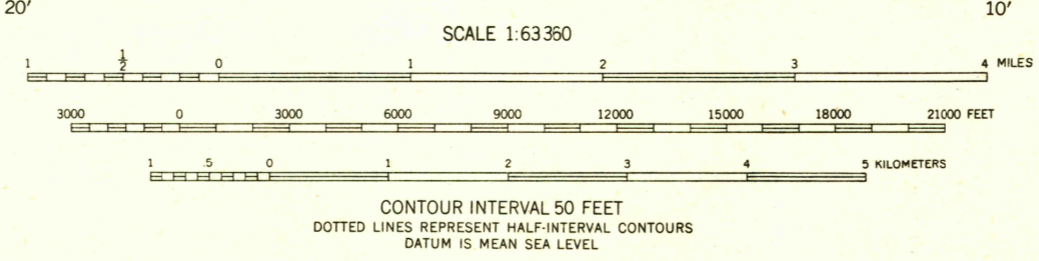 20′ 10′
SCALE 1:63360
1 ½ 0 1 2 3 4 MILES
3000 0 3000 6000 9000 12000 15000 18000 21000 FEET
1 .5 0 1 2 3 4 5 KILOMETERS
CONTOUR INTERVAL 50 FEET
DOTTED LINES REPRESENT HALF-INTERVAL CONTOURS
DATUM IS MEAN SEA LEVEL